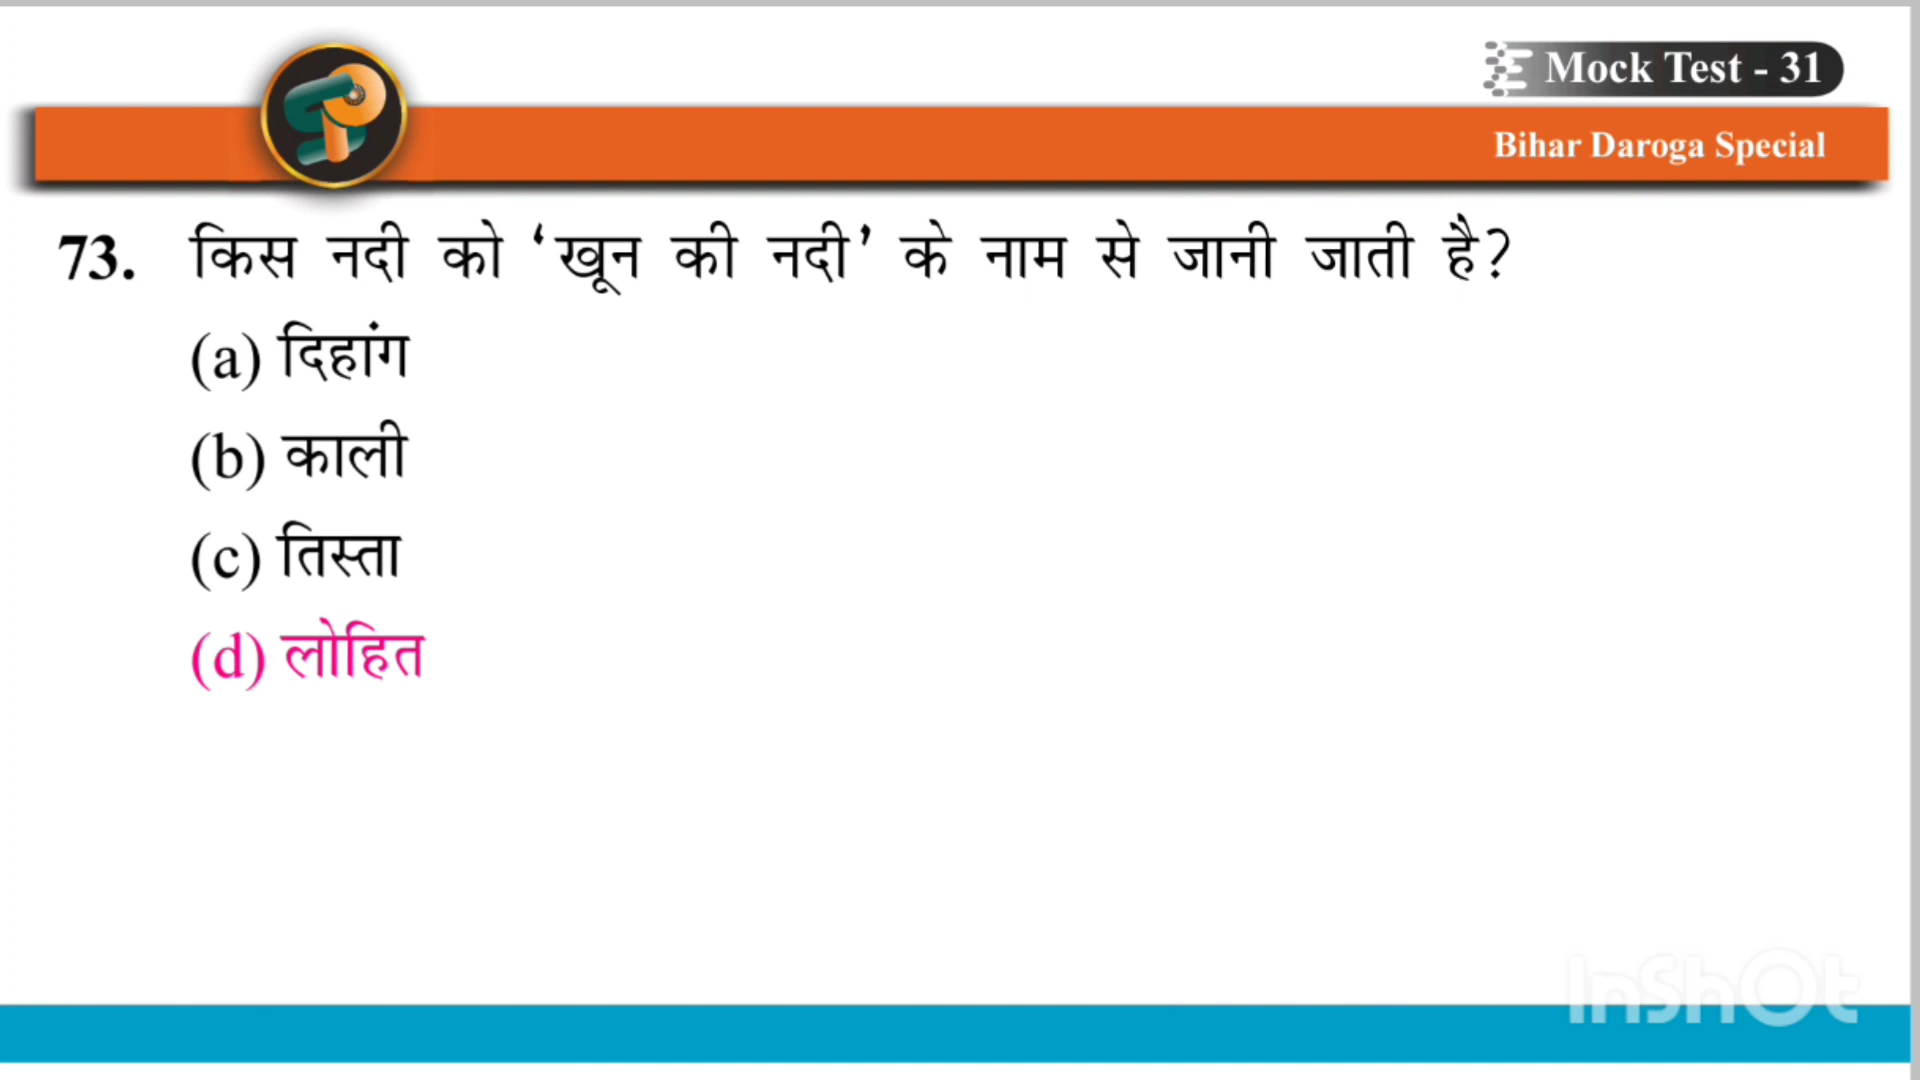 Mock Test - 31
Bihar Daroga Special
73. किस नदी को ‘खून की नदी’ के नाम से जानी जाती है?
(a) दिहांग
(b) काली
(c) तिस्ता
(d) लोहित
InShOt